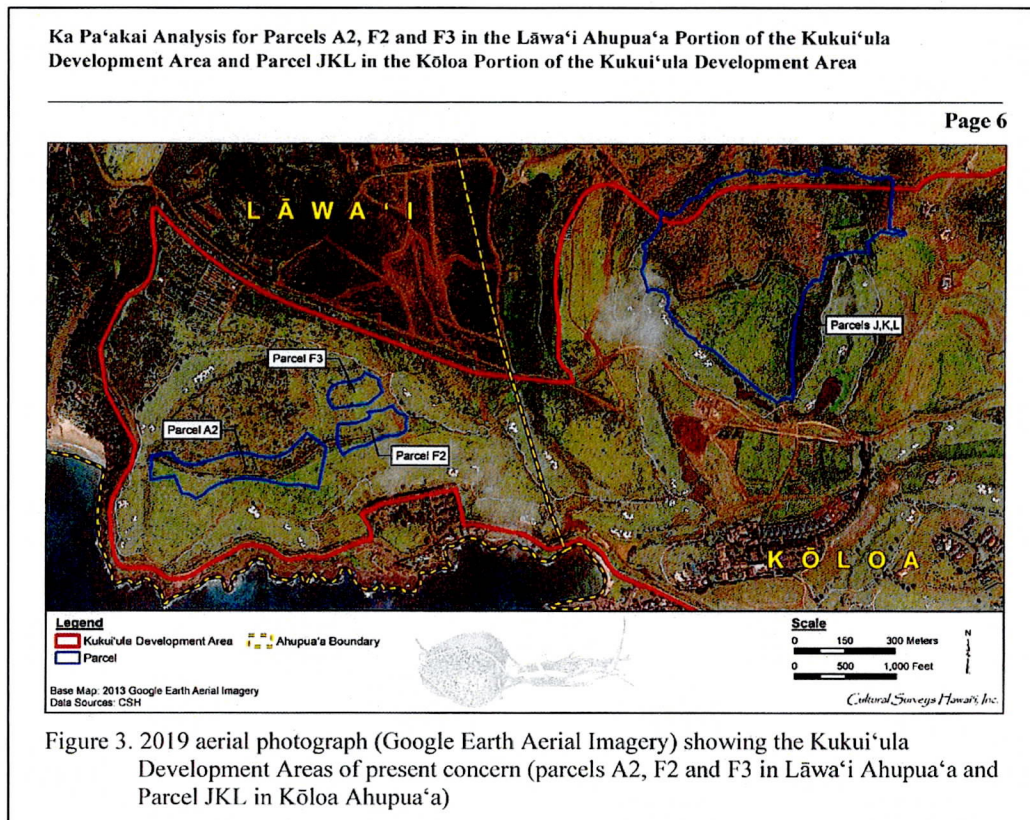 Ka Pa‘akai Analysis for Parcels A2, F2 and F3 in the Lāwa‘i Ahupua‘a Portion of the Kukui‘ula
Development Area and Parcel JKL in the Kōloa Portion of the Kukui‘ula Development Area
Page 6
LĀWA‘I
Parcels J,K,L
Parcel F3
Parcel A2
Parcel F2
KŌLOA
Legend
Kukui‘ula Development Area
Ahupua‘a Boundary
Parcel
Base Map: 2013 Google Earth Aerial Imagery
Data Sources: CSH
Scale
0 150 300 Meters
0 500 1,000 Feet
N
Cultural Surveys Hawai‘i, Inc.
Figure 3. 2019 aerial photograph (Google Earth Aerial Imagery) showing the Kukui‘ula
Development Areas of present concern (parcels A2, F2 and F3 in Lāwa‘i Ahupua‘a and
Parcel JKL in Kōloa Ahupua‘a)